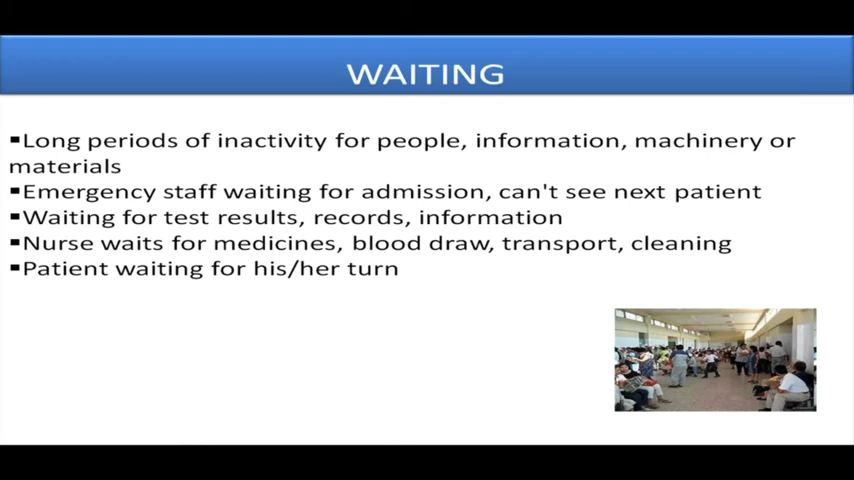 WAITING
▪Long periods of inactivity for people, information, machinery or
materials
▪Emergency staff waiting for admission, can't see next patient
▪Waiting for test results, records, information
▪Nurse waits for medicines, blood draw, transport, cleaning
▪Patient waiting for his/her turn